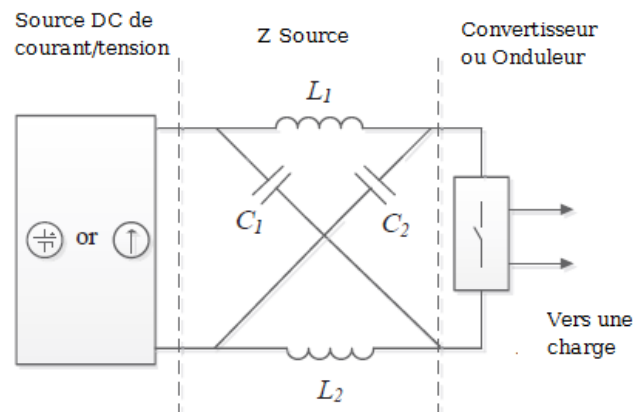 Source DC de
courant/tension
Z Source
Convertisseur
ou Onduleur
L1
C1
C2
or
L2
Vers une
charge